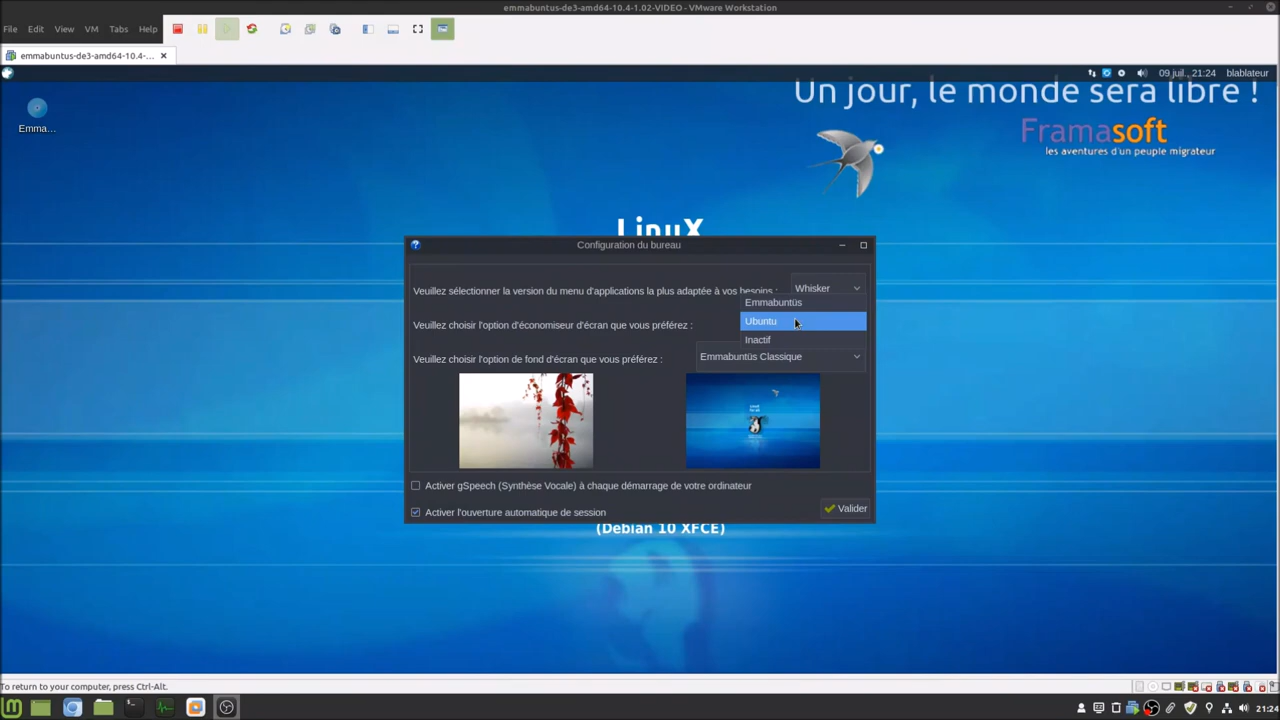 emmabuntus-de3-amd64-10.4-1.02-VIDEO - VMware Workstation
File Edit View VM Tabs Help
emmabuntus-de3-amd64-10.4-...
09 juil., 21:24 blablateur
Emma...
Un jour, le monde sera libre !
Framasoft
les aventures d'un peuple migrateur
LinuX
Configuration du bureau
Veuillez sélectionner la version du menu d'applications la plus adaptée à vos besoins : Whisker
Emmabuntüs
Veuillez choisir l'option d'économiseur d'écran que vous préférez : Ubuntu
Inactif
Veuillez choisir l'option de fond d'écran que vous préférez : Emmabuntüs Classique
Activer gSpeech (Synthèse Vocale) à chaque démarrage de votre ordinateur
Activer l'ouverture automatique de session
Valider
(Debian 10 XFCE)
To return to your computer, press Ctrl-Alt.
21:24